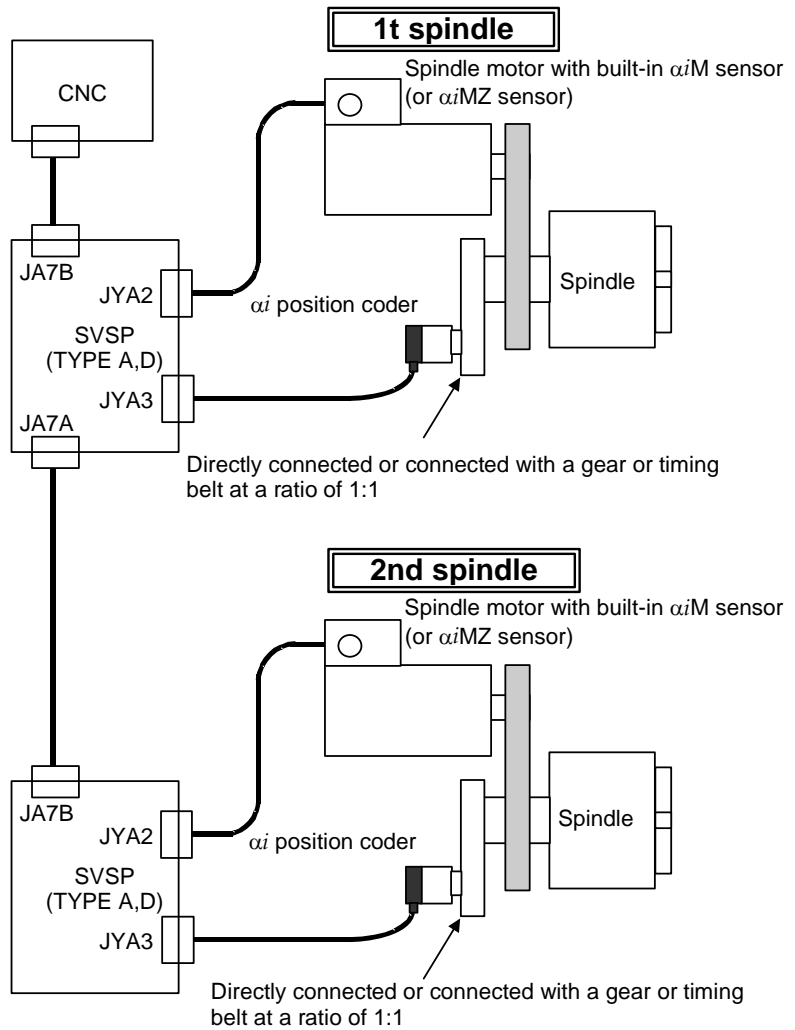 1t spindle
Spindle motor with built-in αiM sensor
(or αiMZ sensor)
CNC
JA7B
JYA2
αi position coder
Spindle
SVSP
(TYPE A,D)
JYA3
JA7A
Directly connected or connected with a gear or timing
belt at a ratio of 1:1
2nd spindle
Spindle motor with built-in αiM sensor
(or αiMZ sensor)
JA7B
JYA2
αi position coder
Spindle
SVSP
(TYPE A,D)
JYA3
Directly connected or connected with a gear or timing
belt at a ratio of 1:1